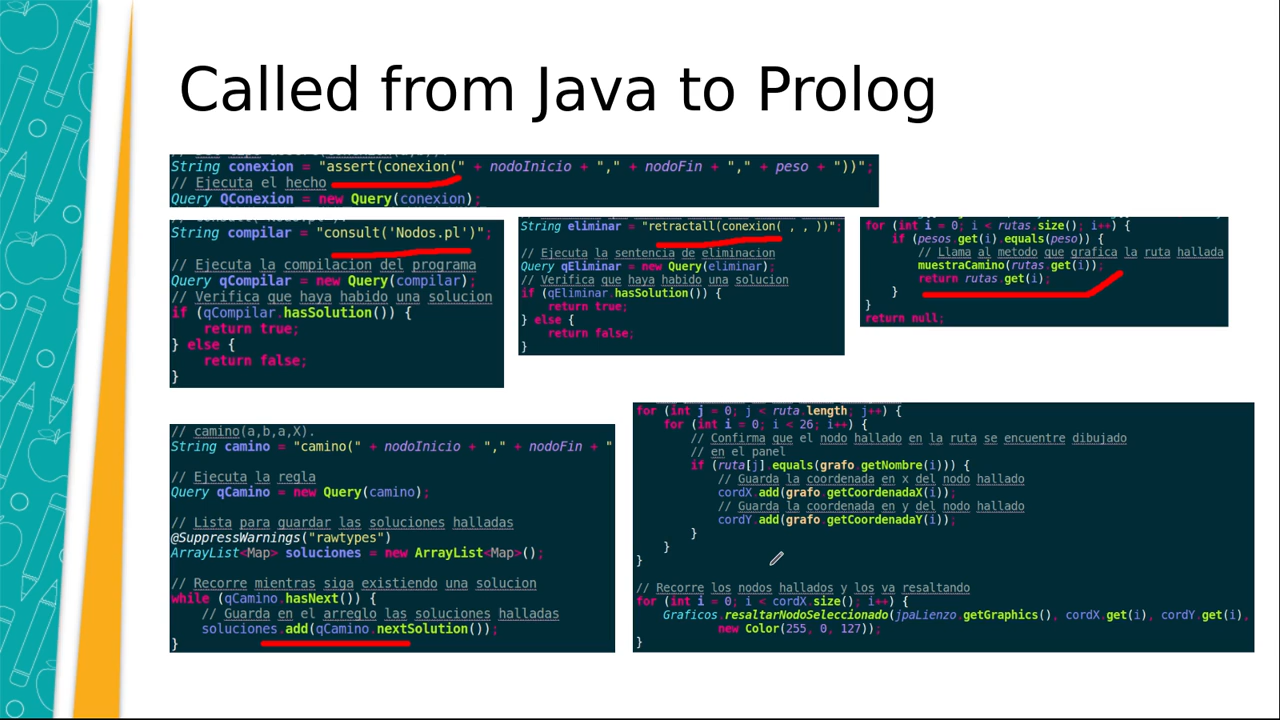 Called from Java to Prolog
String conexion = "assert(conexion(" + nodoInicio + "," + nodoFin + "," + peso + "))";
// Ejecuta el hecho
Query QConexion = new Query(conexion);
String compilar = "consult('Nodos.pl')";
// Ejecuta la compilacion del programa
Query qCompilar = new Query(compilar);
// Verifica que haya habido una solucion
if (qCompilar.hasSolution()) {
return true;
} else {
return false;
}
String eliminar = "retractall(conexion(_,_,_))";
// Ejecuta la sentencia de eliminacion
Query qEliminar = new Query(eliminar);
// Verifica que haya habido una solucion
if (qEliminar.hasSolution()) {
return true;
} else {
return false;
}
for (int i = 0; i < rutas.size(); i++) {
if (pesos.get(i).equals(peso)) {
// Llama al metodo que grafica la ruta hallada
muestraCamino(rutas.get(i));
return rutas.get(i);
}
}
return null;
// camino(a,b,a,X).
String camino = "camino(" + nodoInicio + "," + nodoFin + "
// Ejecuta la regla
Query qCamino = new Query(camino);
// Lista para guardar las soluciones halladas
@SuppressWarnings("rawtypes")
ArrayList<Map> soluciones = new ArrayList<Map>();
// Recorre mientras siga existiendo una solucion
while (qCamino.hasNext()) {
// Guarda en el arreglo las soluciones halladas
soluciones.add(qCamino.nextSolution());
}
for (int j = 0; j < ruta.length; j++) {
for (int i = 0; i < 26; i++) {
// Confirma que el nodo hallado en la ruta se encuentre dibujado
// en el panel
if (ruta[j].equals(grafo.getNombre(i))) {
// Guarda la coordenada en x del nodo hallado
cordX.add(grafo.getCoordenadaX(i));
// Guarda la coordenada en y del nodo hallado
cordY.add(grafo.getCoordenadaY(i));
}
}
}
// Recorre los nodos hallados y los va resaltando
for (int i = 0; i < cordX.size(); i++) {
Graficos.resaltarNodoSeleccionado(jpaLienzo.getGraphics(), cordX.get(i), cordY.get(i),
new Color(255, 0, 127));
}